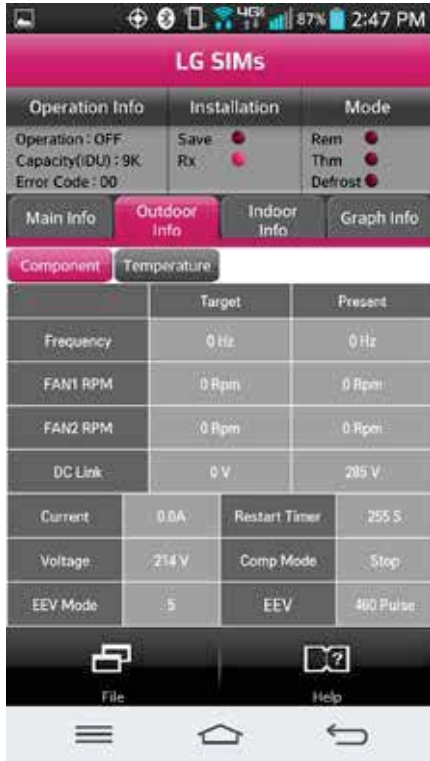 4G 87% 2:47 PM
LG SIMs
Operation Info Installation Mode
Operation : OFF Save Rem
Capacity(IDU) : 9K Rx Thm
Error Code : 00 Defrost
Main Info Outdoor Info Indoor Info Graph Info
Component Temperature
Target Present
Frequency 0 Hz 0 Hz
FAN1 RPM 0 Rpm 0 Rpm
FAN2 RPM 0 Rpm 0 Rpm
DC Link 0 V 285 V
Current 0.0A Restart Timer 255 S
Voltage 214 V Comp Mode Stop
EEV Mode 5 EEV 460 Pulse
File Help